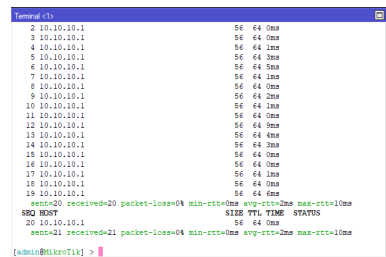 Terminal <1>
2 10.10.10.1 56 64 0ms
3 10.10.10.1 56 64 0ms
4 10.10.10.1 56 64 1ms
5 10.10.10.1 56 64 3ms
6 10.10.10.1 56 64 5ms
7 10.10.10.1 56 64 1ms
8 10.10.10.1 56 64 0ms
9 10.10.10.1 56 64 2ms
10 10.10.10.1 56 64 1ms
11 10.10.10.1 56 64 0ms
12 10.10.10.1 56 64 9ms
13 10.10.10.1 56 64 4ms
14 10.10.10.1 56 64 3ms
15 10.10.10.1 56 64 0ms
16 10.10.10.1 56 64 0ms
17 10.10.10.1 56 64 1ms
18 10.10.10.1 56 64 0ms
19 10.10.10.1 56 64 6ms
sent=20 received=20 packet-loss=0% min-rtt=0ms avg-rtt=2ms max-rtt=10ms
SEQ HOST SIZE TTL TIME STATUS
20 10.10.10.1 56 64 0ms
sent=21 received=21 packet-loss=0% min-rtt=0ms avg-rtt=2ms max-rtt=10ms
[admin@MikroTik] >